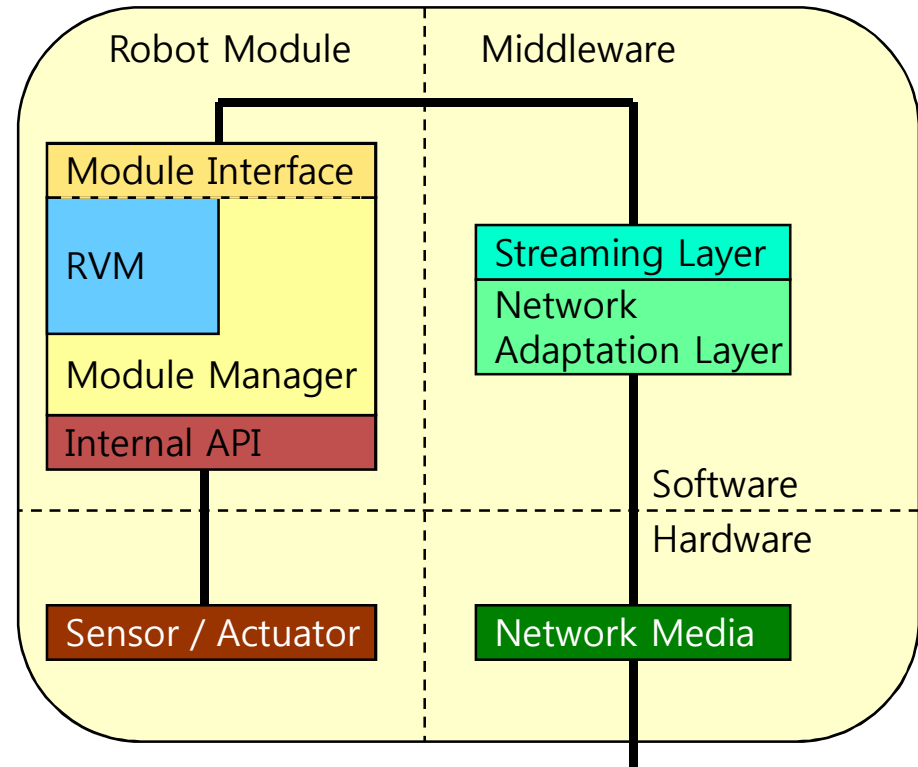 Robot Module
Middleware
Module Interface
RVM
Module Manager
Internal API
Streaming Layer
Network
Adaptation Layer
Software
Hardware
Sensor / Actuator
Network Media